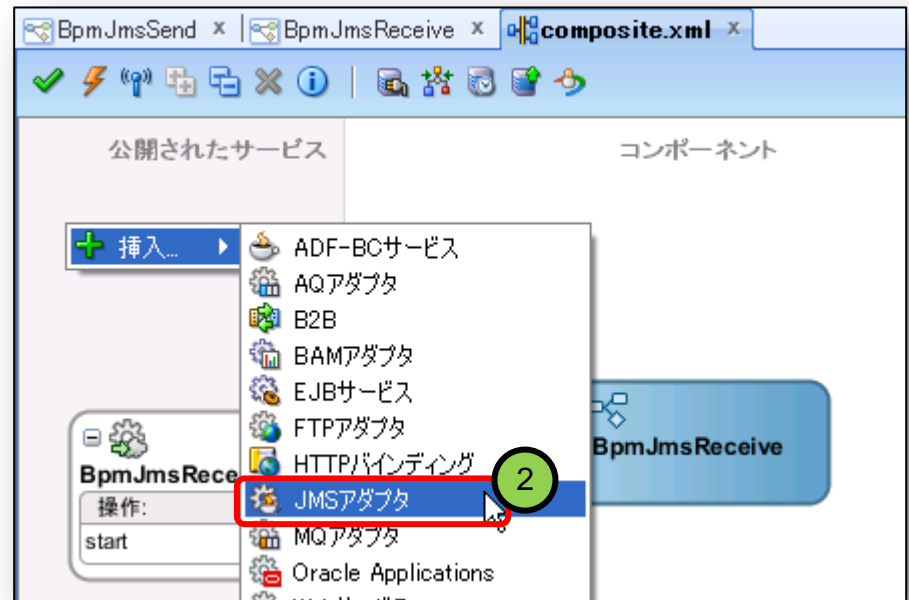 BpmJmsSend x
BpmJmsReceive x
composite.xml x
公開されたサービス
コンポーネント
挿入...
ADF-BCサービス
AQアダプタ
B2B
BAMアダプタ
EJBサービス
FTPアダプタ
HTTPバインディング
JMSアダプタ
2
MQアダプタ
Oracle Applications
BpmJmsRece
操作:
start
BpmJmsReceive